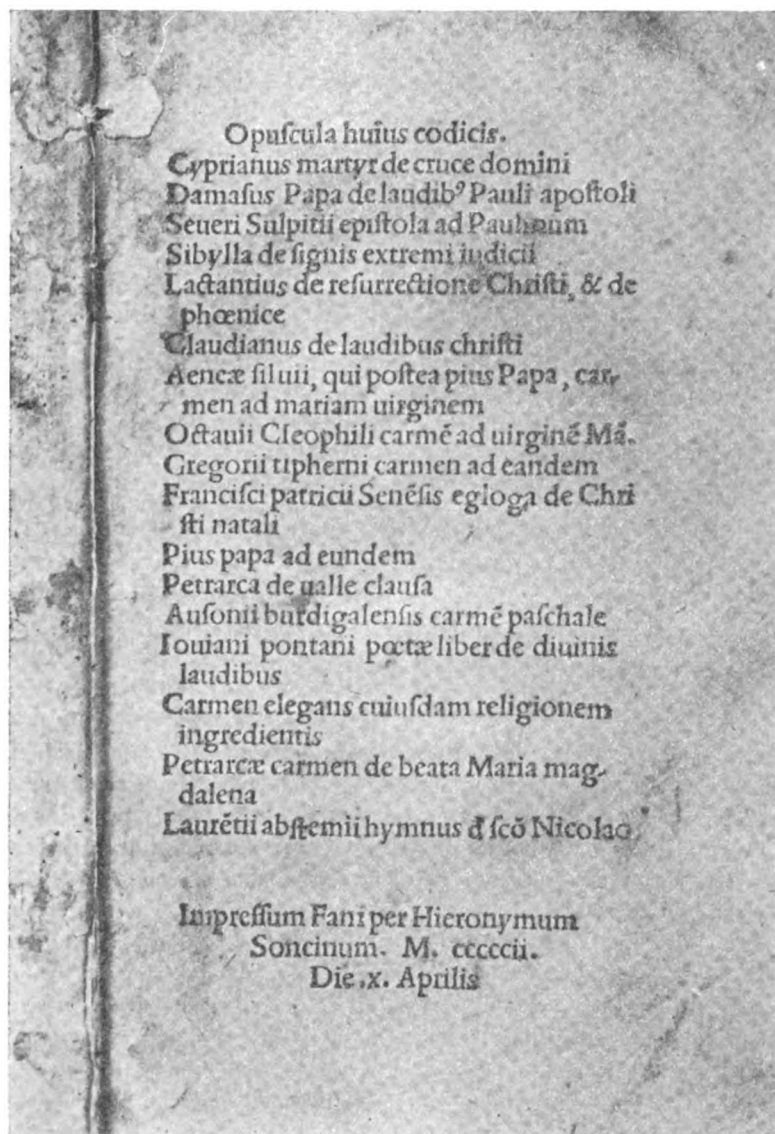 Opuſcula huius codicis.
Cyprianus martyr de cruce domini
Damaſus Papa de laudibꝰ Pauli apoſtoli
Seueri Sulpitii epiſtola ad Paulinum
Sibylla de ſignis extremi iudicii
Lactantius de reſurrectione Chriſti, & de
phœnice
Claudianus de laudibus chriſti
Aeneæ ſiluii, qui poſtea pius Papa, car-
men ad mariam uirginem
Octauii Cleophili carmē ad uirginē Mā.
Gregorii tipherni carmen ad eandem
Franciſci patricii Senēſis egloga de Chri
ſti natali
Pius papa ad eundem
Petrarca de ualle clauſa
Auſonii burdigalenſis carmē paſchale
Iouiani pontani poetæ liber de diuinis
laudibus
Carmen elegans cuiuſdam religionem
ingredientis
Petrarcæ carmen de beata Maria mag-
dalena
Laurētii abſtemii hymnus đ ſcō Nicolao
Impreſſum Fani per Hieronymum
Soncinum. M. cccccii.
Die .x. Aprilis